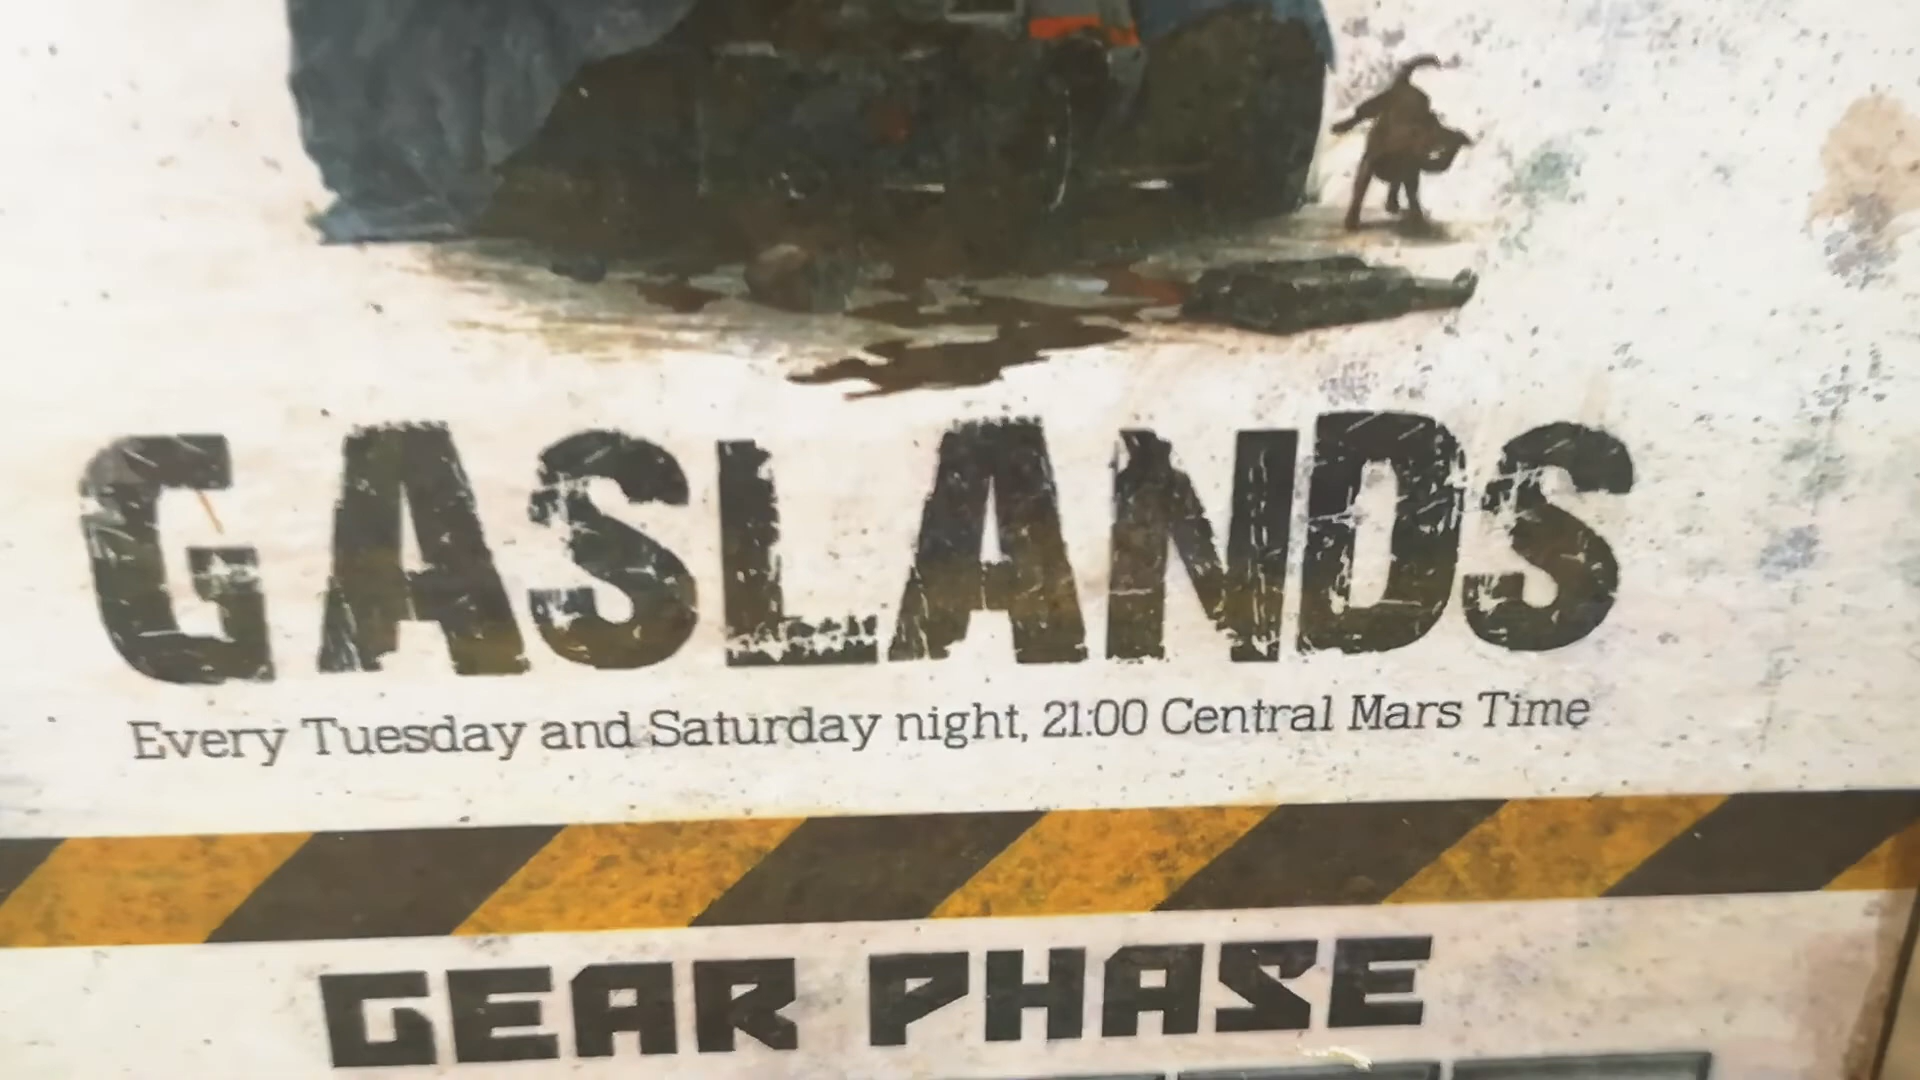 GASLANDS
Every Tuesday and Saturday night, 21:00 Central Mars Time
GEAR PHASE